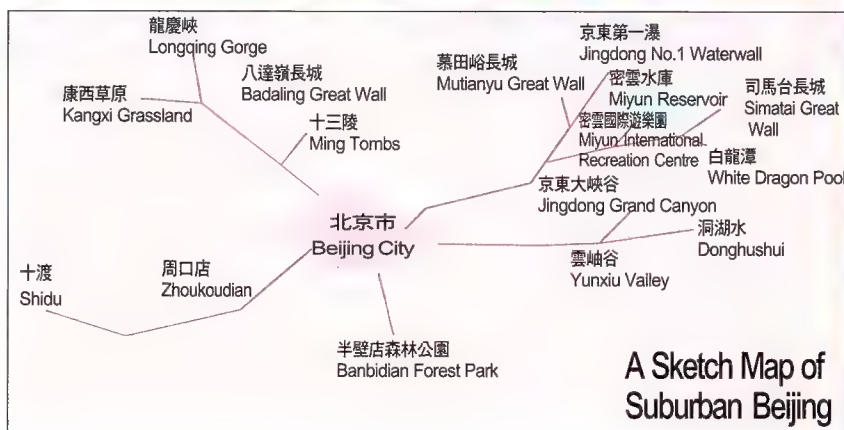 龍慶峽
Longqing Gorge
八達嶺長城
Badaling Great Wall
康西草原
Kangxi Grassland
十三陵
Ming Tombs
慕田峪長城
Mutianyu Great Wall
京東第一瀑
Jingdong No.1 Waterwall
密雲水庫
Miyun Reservoir
司馬台長城
Simatai Great
Wall
密雲國際遊樂園
Miyun International
Recreation Centre
白龍潭
White Dragon Pool
京東大峽谷
Jingdong Grand Canyon
洞湖水
Donghushui
雲岫谷
Yunxiu Valley
北京市
Beijing City
周口店
Zhoukoudian
十渡
Shidu
半壁店森林公園
Banbidian Forest Park
A Sketch Map of
Suburban Beijing